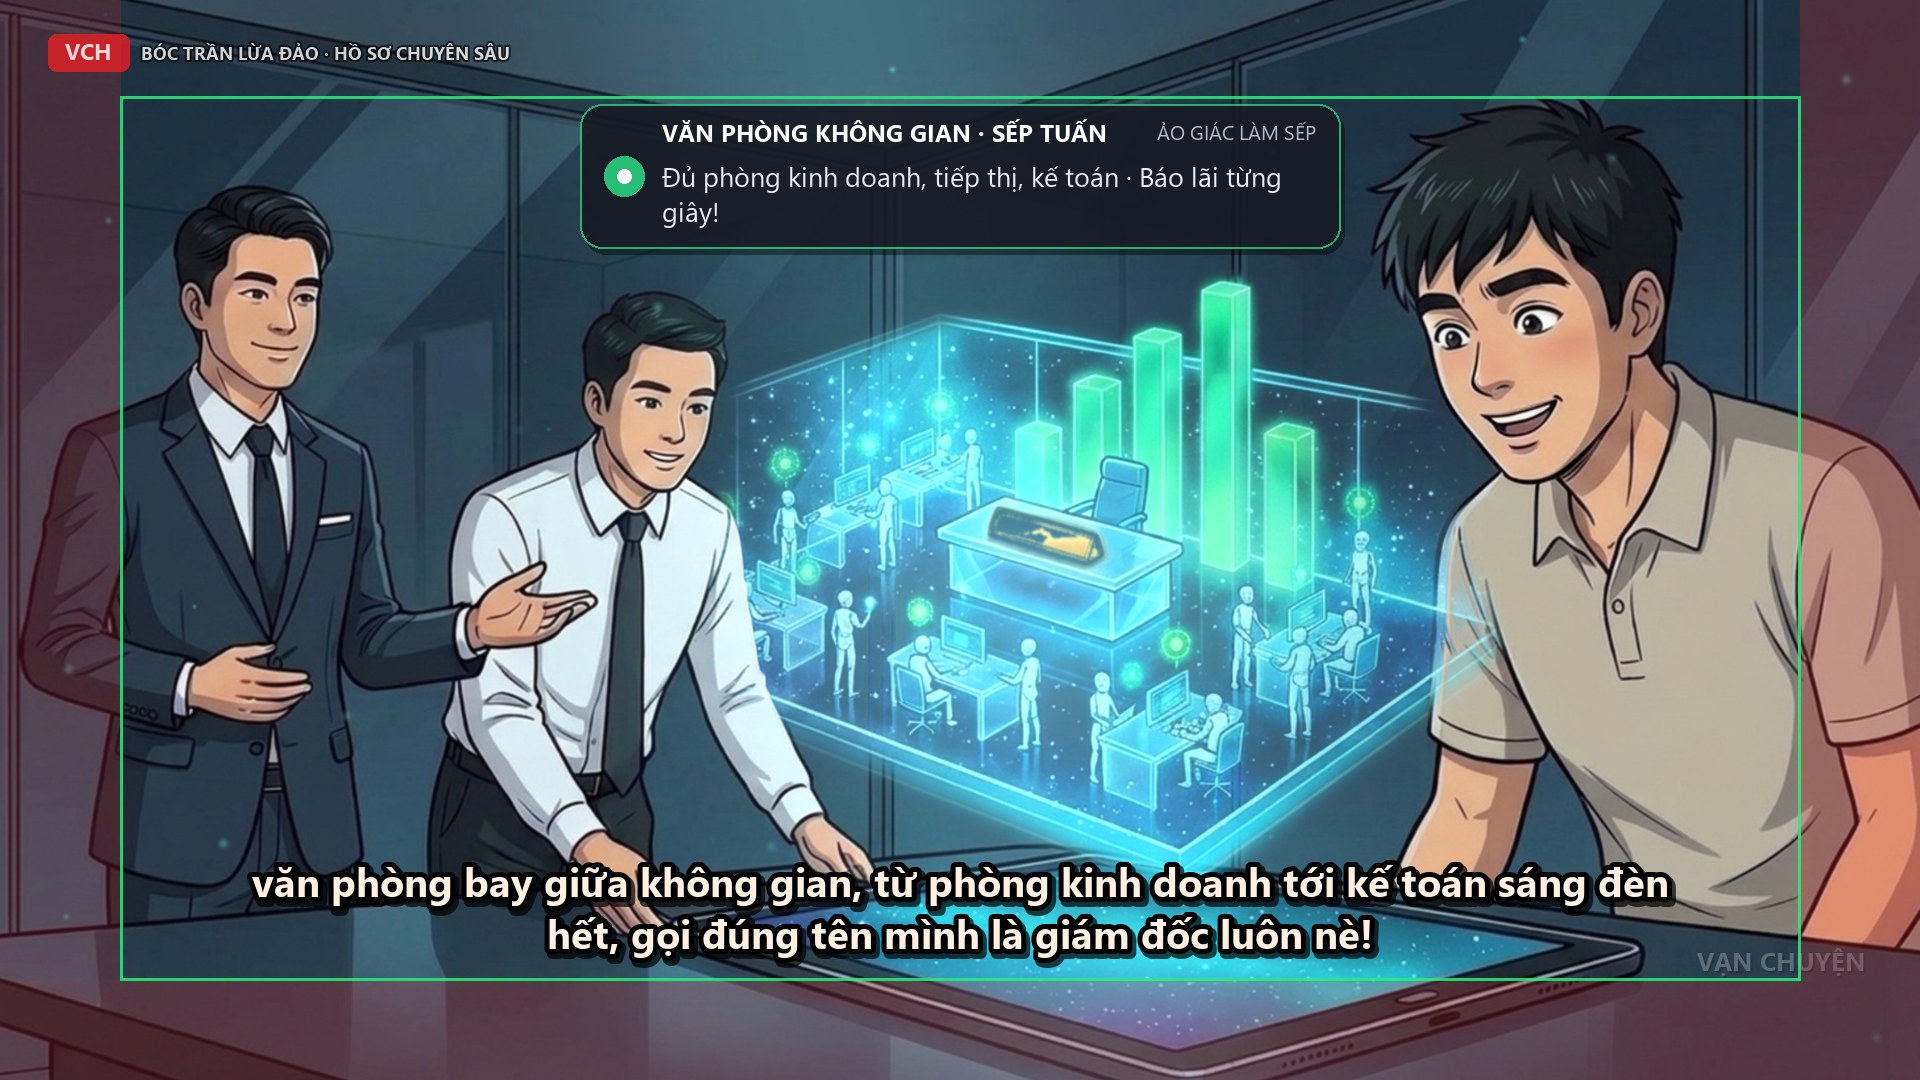 VCH BÓC TRẦN LỪA ĐẢO · HỒ SƠ CHUYÊN SÂU
VĂN PHÒNG KHÔNG GIAN · SẾP TUẤN ẢO GIÁC LÀM SẾP
Đủ phòng kinh doanh, tiếp thị, kế toán · Báo lãi từng
giây!
văn phòng bay giữa không gian, từ phòng kinh doanh tới kế toán sáng đèn
hết, gọi đúng tên mình là giám đốc luôn nè!
VẠN CHUYỆN